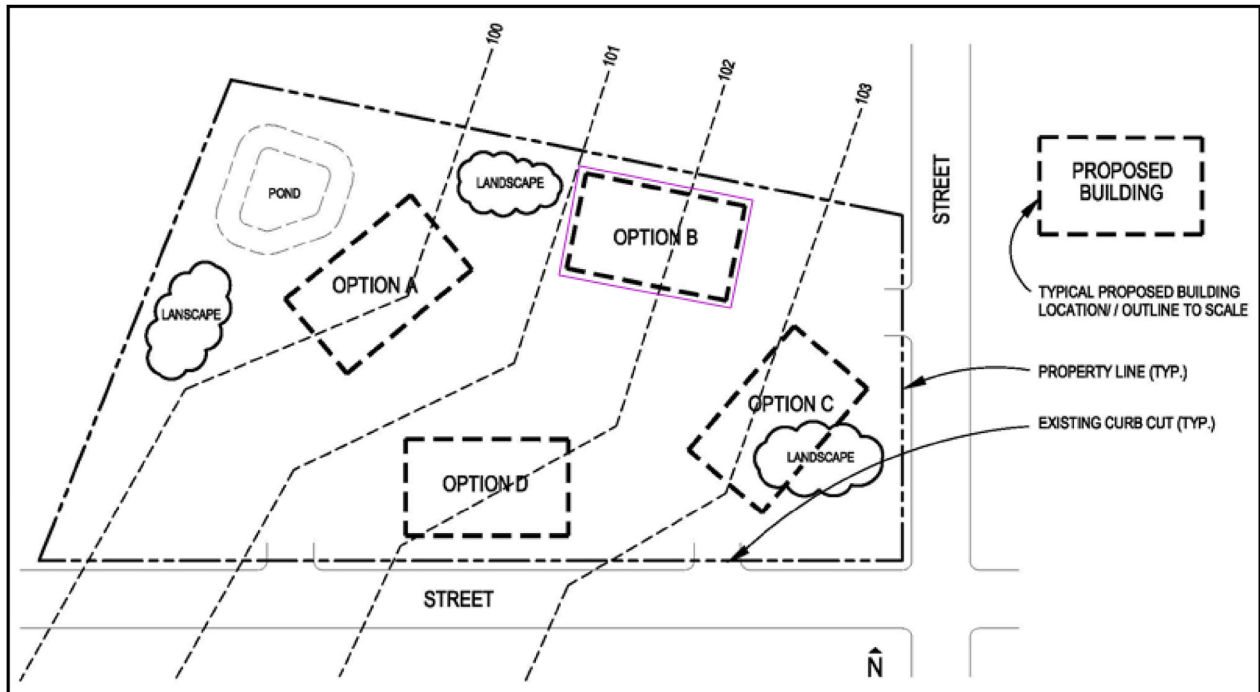 100
101
102
103
POND
LANDSCAPE
OPTION B
OPTION A
LANSCAPE
OPTION C
LANDSCAPE
OPTION D
STREET
STREET
N
PROPOSED
BUILDING
TYPICAL PROPOSED BUILDING
LOCATION/ / OUTLINE TO SCALE
PROPERTY LINE (TYP.)
EXISTING CURB CUT (TYP.)